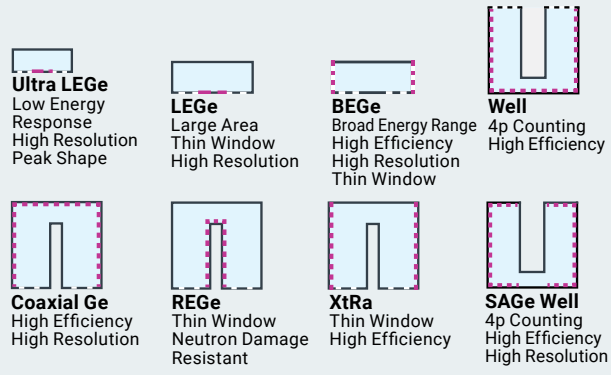 Ultra LEGe
Low Energy
Response
High Resolution
Peak Shape
LEGe
Large Area
Thin Window
High Resolution
BEGe
Broad Energy Range
High Efficiency
High Resolution
Thin Window
Well
4p Counting
High Efficiency
Coaxial Ge
High Efficiency
High Resolution
REGe
Thin Window
Neutron Damage
Resistant
XtRa
Thin Window
High Efficiency
SAGe Well
4p Counting
High Efficiency
High Resolution